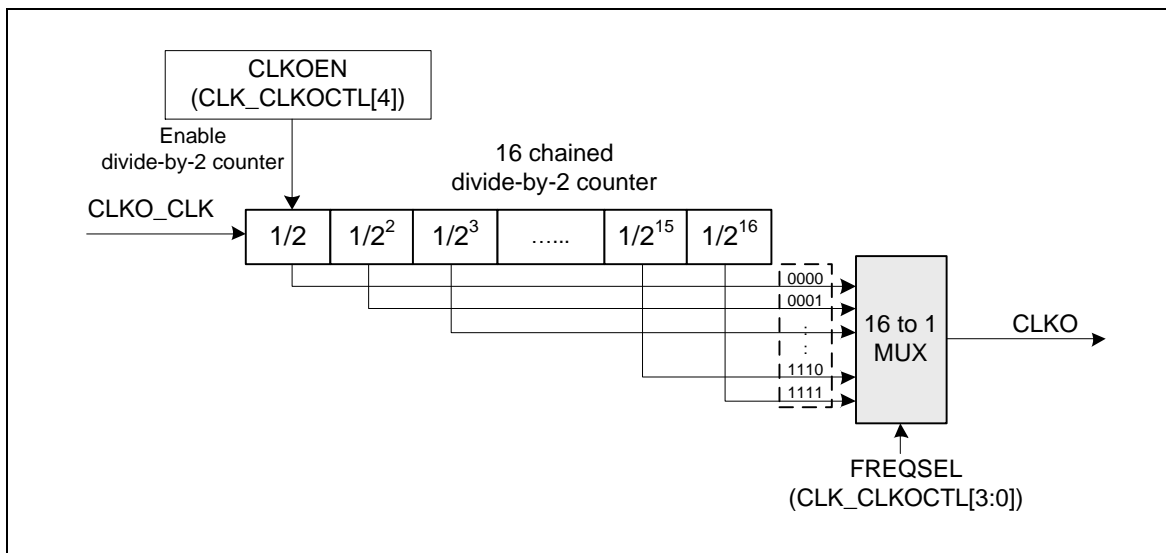 CLKOEN
(CLK_CLKOCTL[4])
Enable
divide-by-2 counter
16 chained
divide-by-2 counter
CLKO_CLK
1/2 1/2² 1/2³ …... 1/2¹⁵ 1/2¹⁶
0000
0001
:
:
1110
1111
16 to 1
MUX
CLKO
FREQSEL
(CLK_CLKOCTL[3:0])